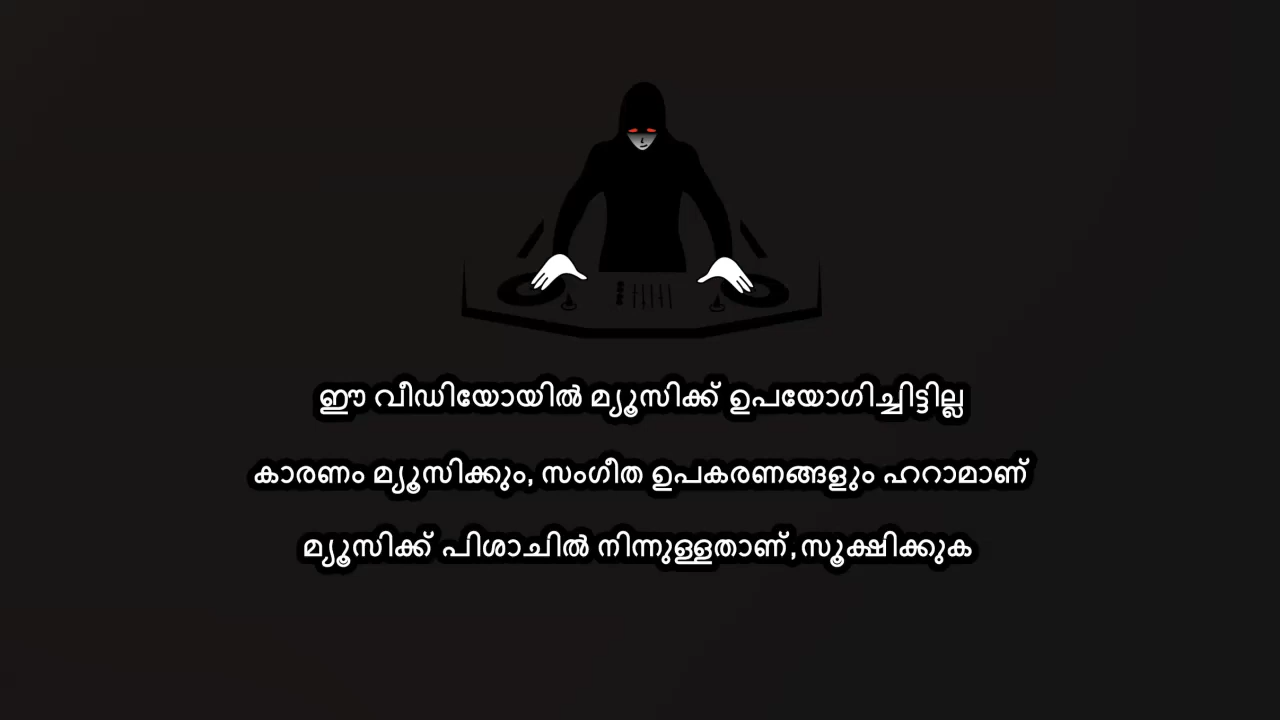 ഈ വീഡിയോയിൽ മ്യൂസിക്ക് ഉപയോഗിച്ചിട്ടില്ല
കാരണം മ്യൂസിക്കും, സംഗീത ഉപകരണങ്ങളും ഹറാമാണ്
മ്യൂസിക്ക് പിശാചിൽ നിന്നുള്ളതാണ്,സൂക്ഷിക്കുക